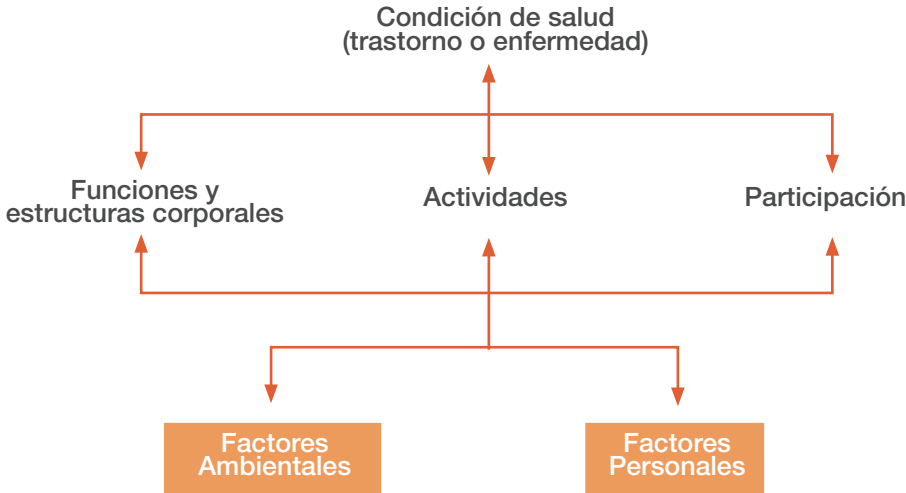 Condición de salud
(trastorno o enfermedad)
Funciones y
estructuras corporales
Actividades
Participación
Factores
Ambientales
Factores
Personales